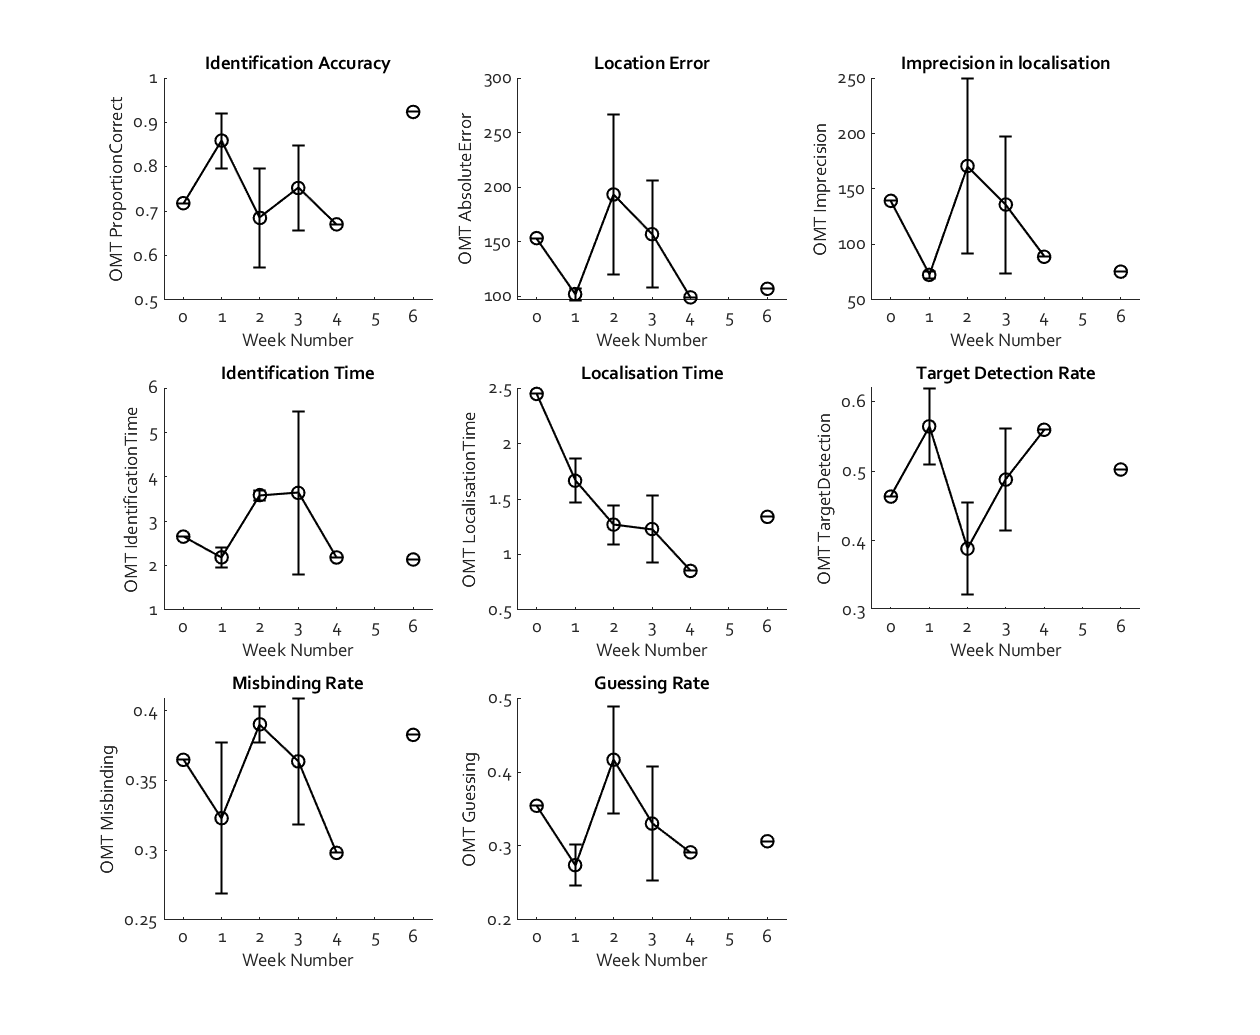 Identification Accuracy
OMT ProportionCorrect
1
0.9
0.8
0.7
0.6
0.5
0 1 2 3 4 5 6
Week Number
Location Error
OMT AbsoluteError
300
250
200
150
100
0 1 2 3 4 5 6
Week Number
Imprecision in localisation
OMT Imprecision
250
200
150
100
50
0 1 2 3 4 5 6
Week Number
Identification Time
OMT IdentificationTime
6
5
4
3
2
1
0 1 2 3 4 5 6
Week Number
Localisation Time
OMT LocalisationTime
2.5
2
1.5
1
0.5
0 1 2 3 4 5 6
Week Number
Target Detection Rate
OMT TargetDetection
0.6
0.5
0.4
0.3
0 1 2 3 4 5 6
Week Number
Misbinding Rate
OMT Misbinding
0.4
0.35
0.3
0.25
0 1 2 3 4 5 6
Week Number
Guessing Rate
OMT Guessing
0.5
0.4
0.3
0.2
0 1 2 3 4 5 6
Week Number